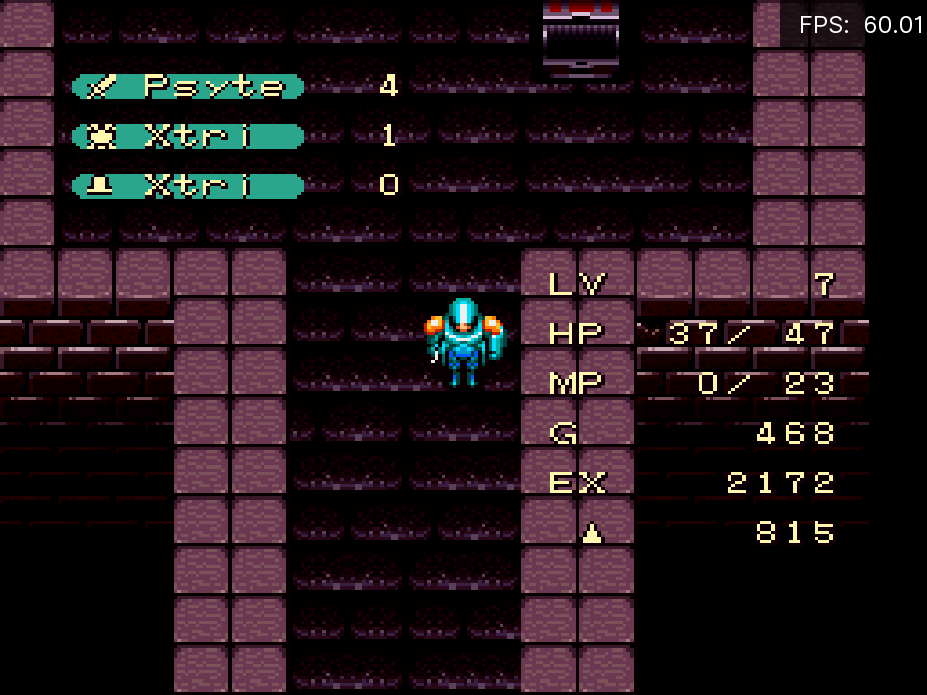 FPS: 60.01
Psyte 4
Xtri 1
Xtri 0
LV 7
HP 37/ 47
MP 0/ 23
G 468
EX 2172
815